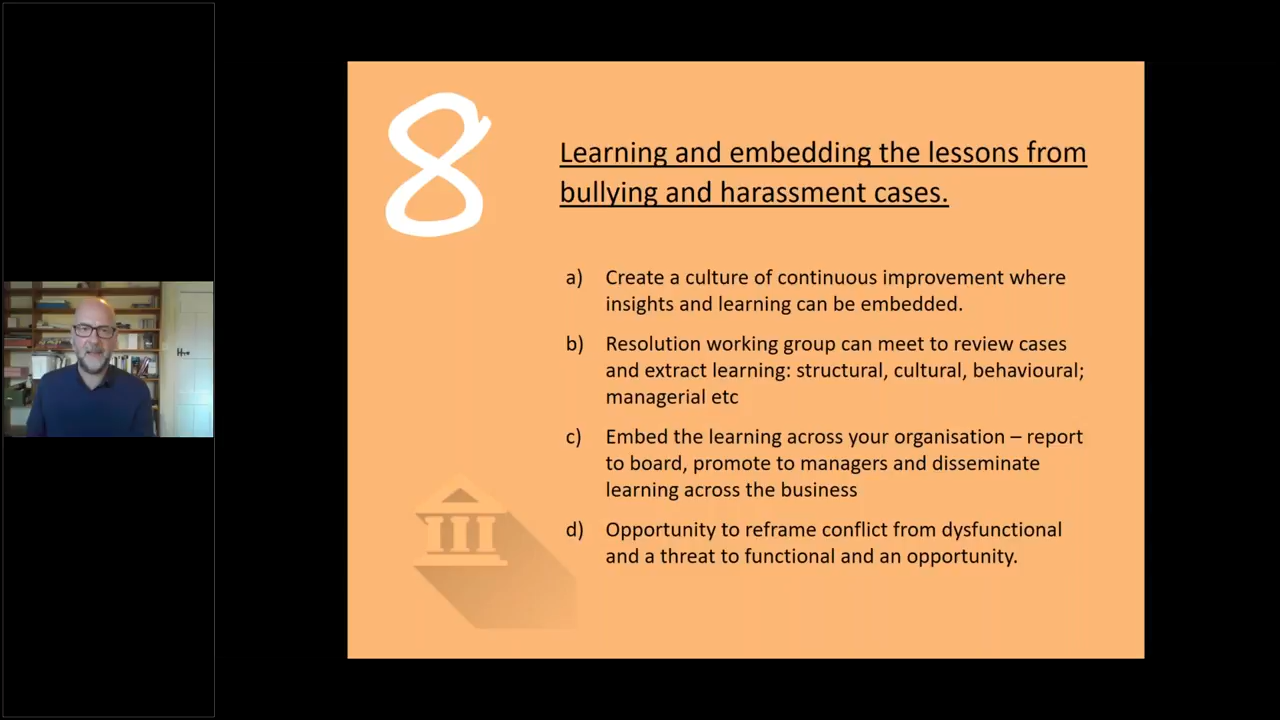 8
Learning and embedding the lessons from
bullying and harassment cases.
a) Create a culture of continuous improvement where
insights and learning can be embedded.
b) Resolution working group can meet to review cases
and extract learning: structural, cultural, behavioural;
managerial etc
c) Embed the learning across your organisation – report
to board, promote to managers and disseminate
learning across the business
d) Opportunity to reframe conflict from dysfunctional
and a threat to functional and an opportunity.